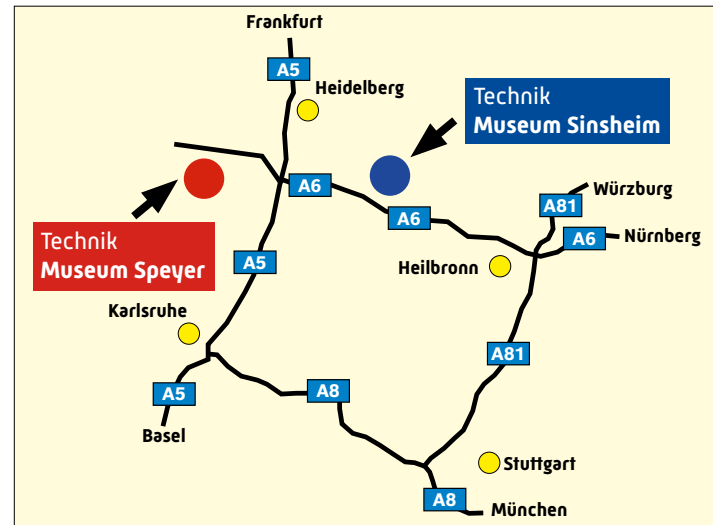 Frankfurt
A5
Heidelberg
Technik
Museum Sinsheim
A6
A81
Würzburg
A6
A6
Nürnberg
Technik
Museum Speyer
A5
Heilbronn
Karlsruhe
A81
A5
A8
Basel
Stuttgart
A8
München